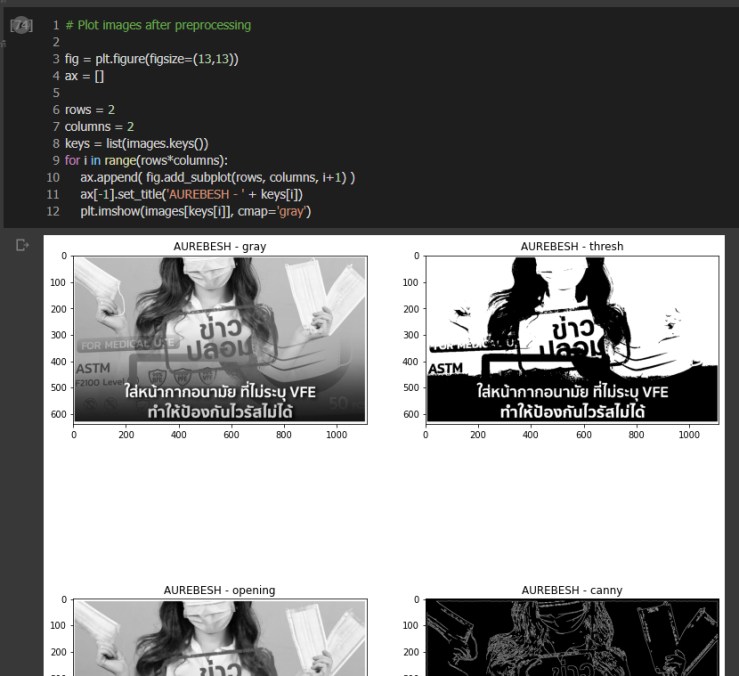 [74]
1 # Plot images after preprocessing
2
3 fig = plt.figure(figsize=(13,13))
4 ax = []
5
6 rows = 2
7 columns = 2
8 keys = list(images.keys())
9 for i in range(rows*columns):
10 ax.append( fig.add_subplot(rows, columns, i+1) )
11 ax[-1].set_title('AUREBESH - ' + keys[i])
12 plt.imshow(images[keys[i]], cmap='gray')
AUREBESH - gray
0
100
200
300
400
500
600
ข่าว
ปลอม
FOR MEDICAL USE
ASTM
F2100 Level
50
ใส่หน้ากากอนามัย ที่ไม่ระบุ VFE
ทำให้ป้องกันไวรัสไม่ได้
0 200 400 600 800 1000
AUREBESH - thresh
0
100
200
300
400
500
600
ข่าว
ปลอม
FOR MEDICAL USE
ASTM
ใส่หน้ากากอนามัย ที่ไม่ระบุ VFE
ทำให้ป้องกันไวรัสไม่ได้
0 200 400 600 800 1000
AUREBESH - opening
0
100
200
ข่าว
AUREBESH - canny
0
100
200
ข่าว